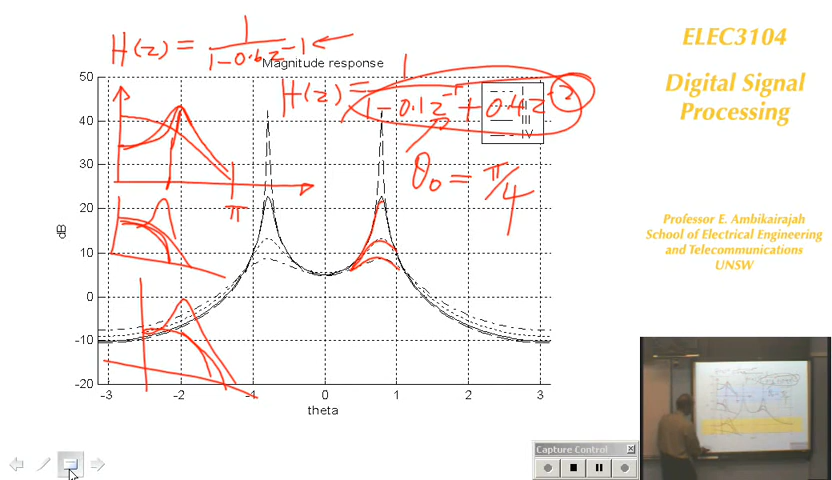 H(z) = 1 / 1 - 0.6z-1
Magnitude response
H(z) = 1 / 1 - 0.1z⁻¹ + 0.4z⁻²
θ₀ = π/4
π
I
II
III
IV
50
40
30
20
10
0
-10
-20
dB
-3
-2
-1
0
1
2
3
theta
ELEC3104
Digital Signal
Processing
Professor E. Ambikairajah
School of Electrical Engineering
and Telecommunications
UNSW
Capture Control